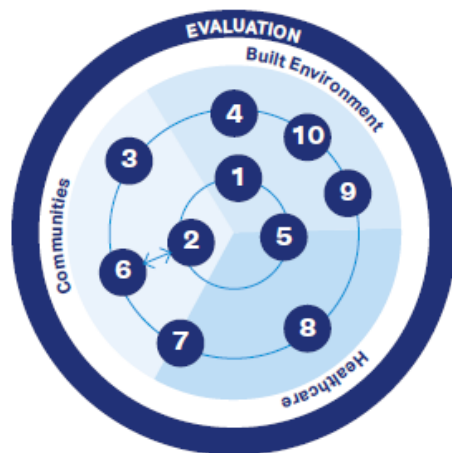 EVALUATION
Built Environment
4
10
3
1
9
Communities
2
5
6
7
8
Healthcare